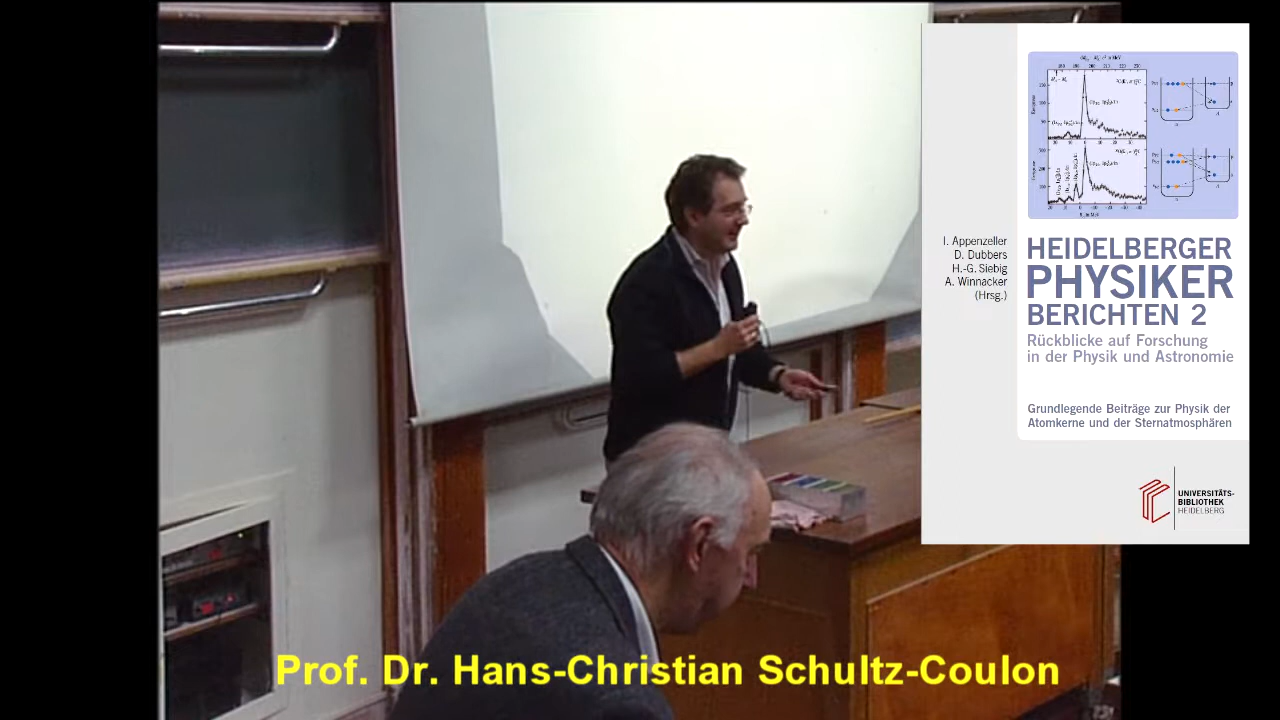 I. Appenzeller
D. Dubbers
H.-G. Siebig
A. Winnacker
(Hrsg.)
HEIDELBERGER
PHYSIKER
BERICHTEN 2
Rückblicke auf Forschung
in der Physik und Astronomie
Grundlegende Beiträge zur Physik der
Atomkerne und der Sternatmosphären
UNIVERSITÄTS-
BIBLIOTHEK
HEIDELBERG
Prof. Dr. Hans-Christian Schultz-Coulon